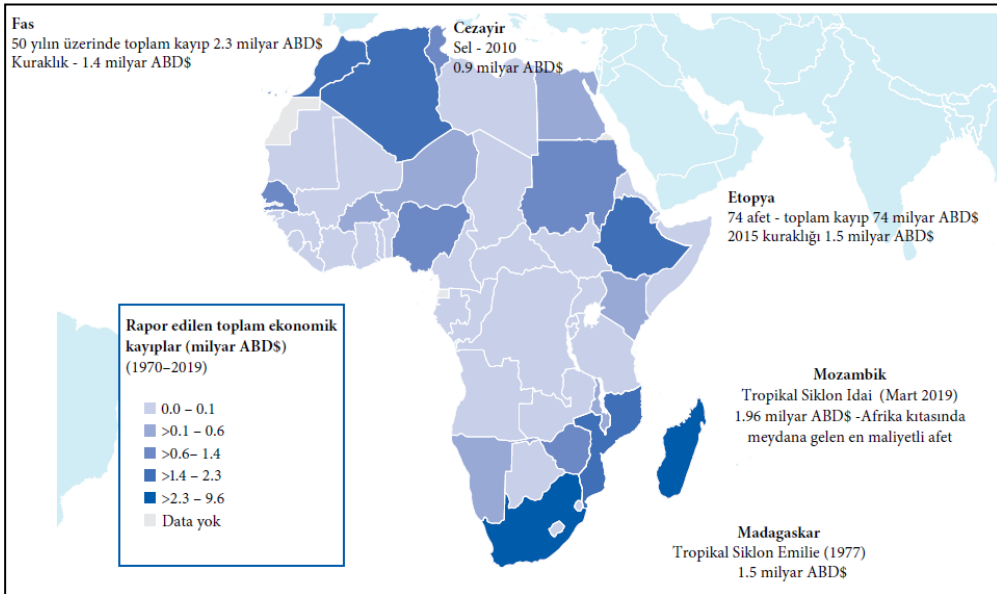 Fas
50 yılın üzerinde toplam kayıp 2.3 milyar ABD$
Kuraklık - 1.4 milyar ABD$
Cezayir
Sel - 2010
0.9 milyar ABD$
Etopya
74 afet - toplam kayıp 74 milyar ABD$
2015 kuraklığı 1.5 milyar ABD$
Rapor edilen toplam ekonomik
kayıplar (milyar ABD$)
(1970–2019)
0.0 – 0.1
>0.1 – 0.6
>0.6– 1.4
>1.4 – 2.3
>2.3 – 9.6
Data yok
Mozambik
Tropikal Siklon Idai (Mart 2019)
1.96 milyar ABD$ -Afrika kıtasında
meydana gelen en maliyetli afet
Madagaskar
Tropikal Siklon Emilie (1977)
1.5 milyar ABD$